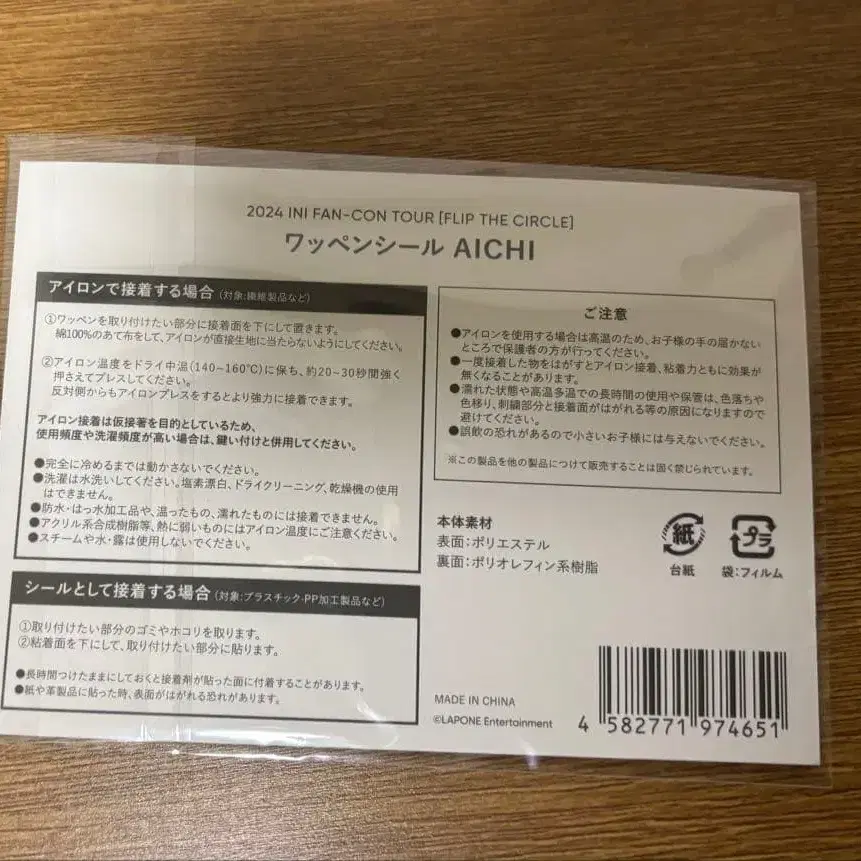 2024 INI FAN-CON TOUR [FLIP THE CIRCLE]
ワッペンシール AICHI
アイロンで接着する場合 (対象:繊維製品など)
①ワッペンを取り付けたい部分に接着面を下にして置きます。
綿100%のあて布をして、アイロンが直接生地に当たらないようにしてください。
②アイロン温度をドライ中温(140~160℃)に保ち、約20~30秒間強く
押さえてプレスしてください。
反対側からもアイロンプレスをするとより強力に接着できます。
アイロン接着は仮接着を目的としているため、
使用頻度や洗濯頻度が高い場合は、縫い付けと併用してください。
●完全に冷めるまでは動かさないでください。
●洗濯は水洗いしてください。塩素漂白、ドライクリーニング、乾燥機の使用
はできません。
●防水・はっ水加工品や、湿ったもの、濡れたものには接着できません。
●アクリル系合成樹脂等、熱に弱いものにはアイロン温度にご注意ください。
●スチームや水・露は使用しないでください。
シールとして接着する場合 (対象:プラスチック・PP加工製品など)
①取り付けたい部分のゴミやホコリを取ります。
②粘着面を下にして、取り付けたい部分に貼ります。
●長時間つけたままにしておくと接着剤が貼った面に付着することがあります。
●紙や革製品に貼った時、表面がはがれる恐れがあります。
ご注意
●アイロンを使用する場合は高温のため、お子様の手の届かない
ところで保護者の方が行ってください。
●一度接着した物をはがすとアイロン接着、粘着力ともに効果が
無くなることがあります。
●濡れた状態や高温多湿での長時間の使用や保管は、色落ちや
色移り、刺繍部分と接着面がはがれる等の原因になりますので
避けてください。
●誤飲の恐れがあるので小さいお子様には与えないでください。
※この製品を他の製品につけて販売することは固く禁じられています。
本体素材
表面:ポリエステル
裏面:ポリオレフィン系樹脂
紙
台紙
プラ
袋:フィルム
MADE IN CHINA
©LAPONE Entertainment
4 582771 974651